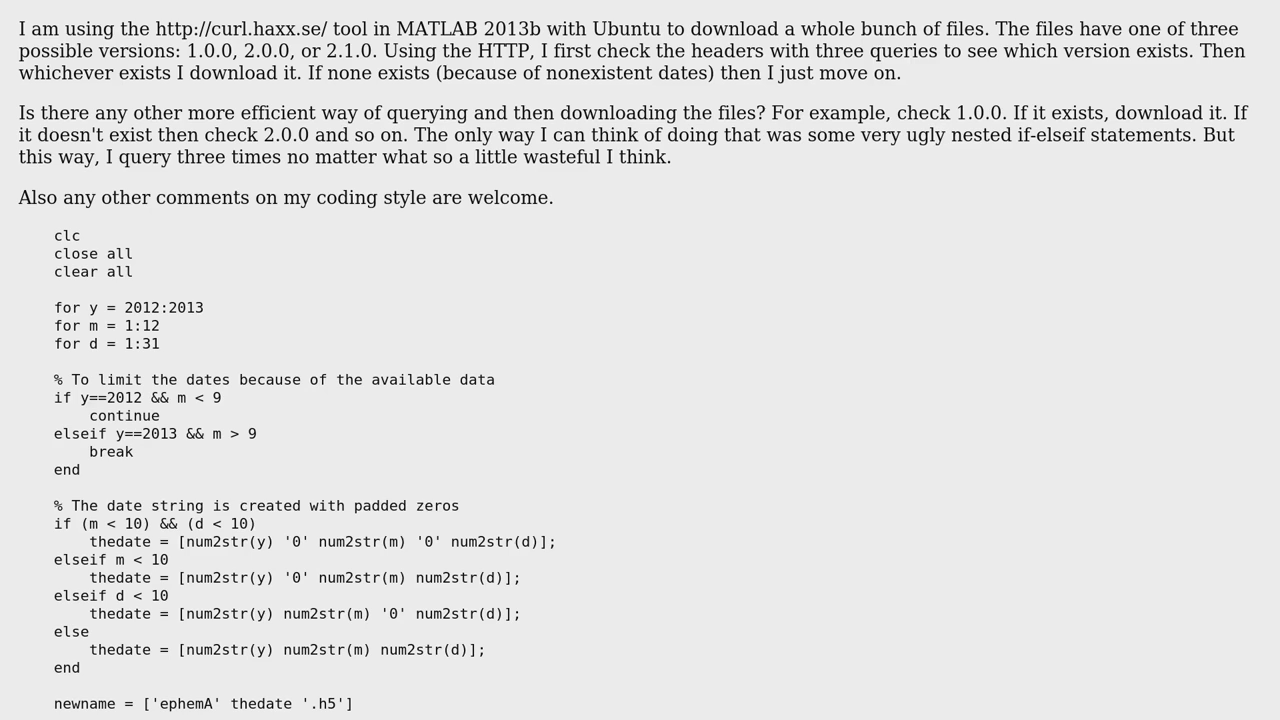 I am using the http://curl.haxx.se/ tool in MATLAB 2013b with Ubuntu to download a whole bunch of files. The files have one of three
possible versions: 1.0.0, 2.0.0, or 2.1.0. Using the HTTP, I first check the headers with three queries to see which version exists. Then
whichever exists I download it. If none exists (because of nonexistent dates) then I just move on.
Is there any other more efficient way of querying and then downloading the files? For example, check 1.0.0. If it exists, download it. If
it doesn't exist then check 2.0.0 and so on. The only way I can think of doing that was some very ugly nested if-elseif statements. But
this way, I query three times no matter what so a little wasteful I think.
Also any other comments on my coding style are welcome.
clc
close all
clear all
for y = 2012:2013
for m = 1:12
for d = 1:31
% To limit the dates because of the available data
if y==2012 && m < 9
    continue
elseif y==2013 && m > 9
    break
end
% The date string is created with padded zeros
if (m < 10) && (d < 10)
    thedate = [num2str(y) '0' num2str(m) '0' num2str(d)];
elseif m < 10
    thedate = [num2str(y) '0' num2str(m) num2str(d)];
elseif d < 10
    thedate = [num2str(y) num2str(m) '0' num2str(d)];
else
    thedate = [num2str(y) num2str(m) num2str(d)];
end
newname = ['ephemA' thedate '.h5']